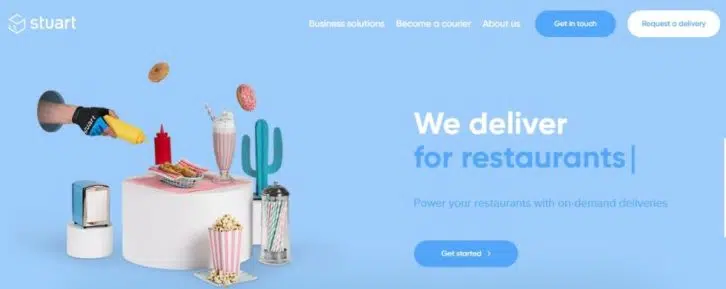 stuart
Business solutions
Become a courier
About us
Get in touch
Request a delivery
stuart
We deliver
for restaurants|
Power your restaurants with on-demand deliveries
Get started ›